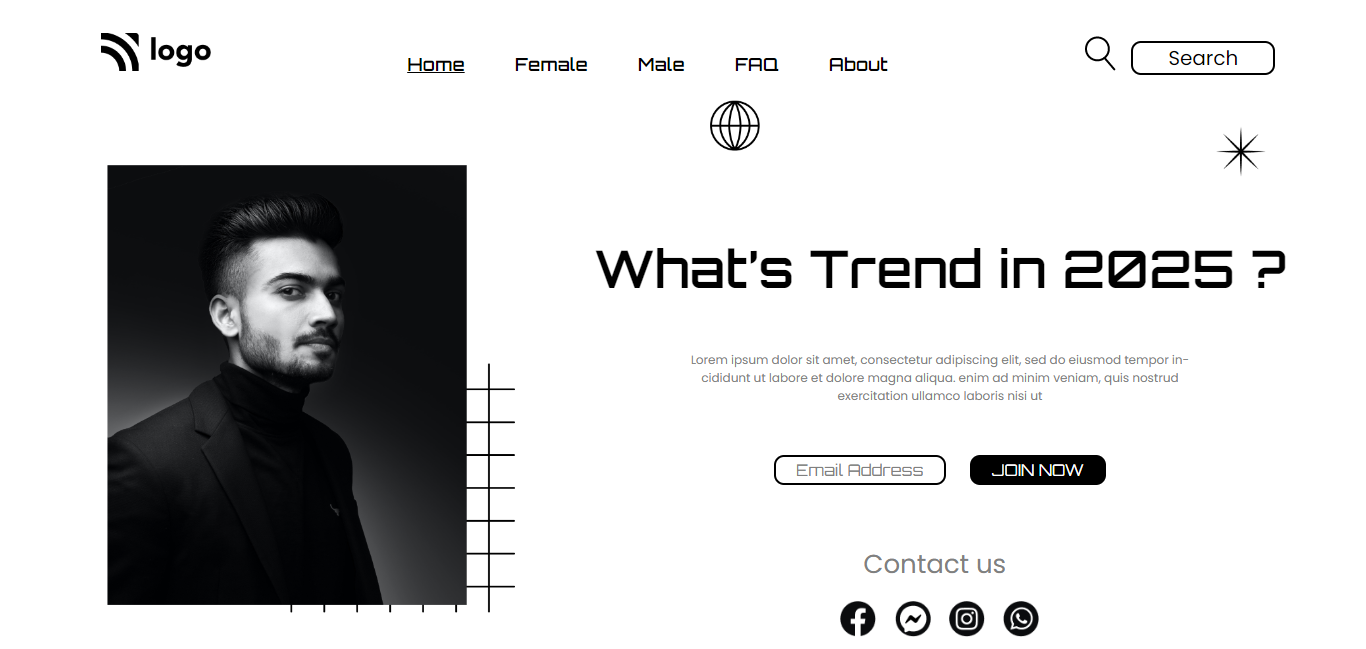 logo
Home Female Male FAQ About
Search
What's Trend in 2025 ?
Lorem ipsum dolor sit amet, consectetur adipiscing elit, sed do eiusmod tempor in-
cididunt ut labore et dolore magna aliqua. enim ad minim veniam, quis nostrud
exercitation ullamco laboris nisi ut
Email Address JOIN NOW
Contact us